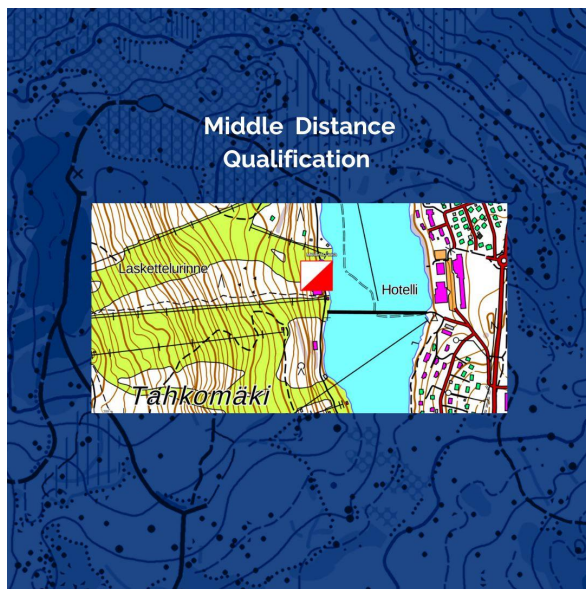 Middle Distance
Qualification
Laskettelurinne
Hotelli
Tahkomäki